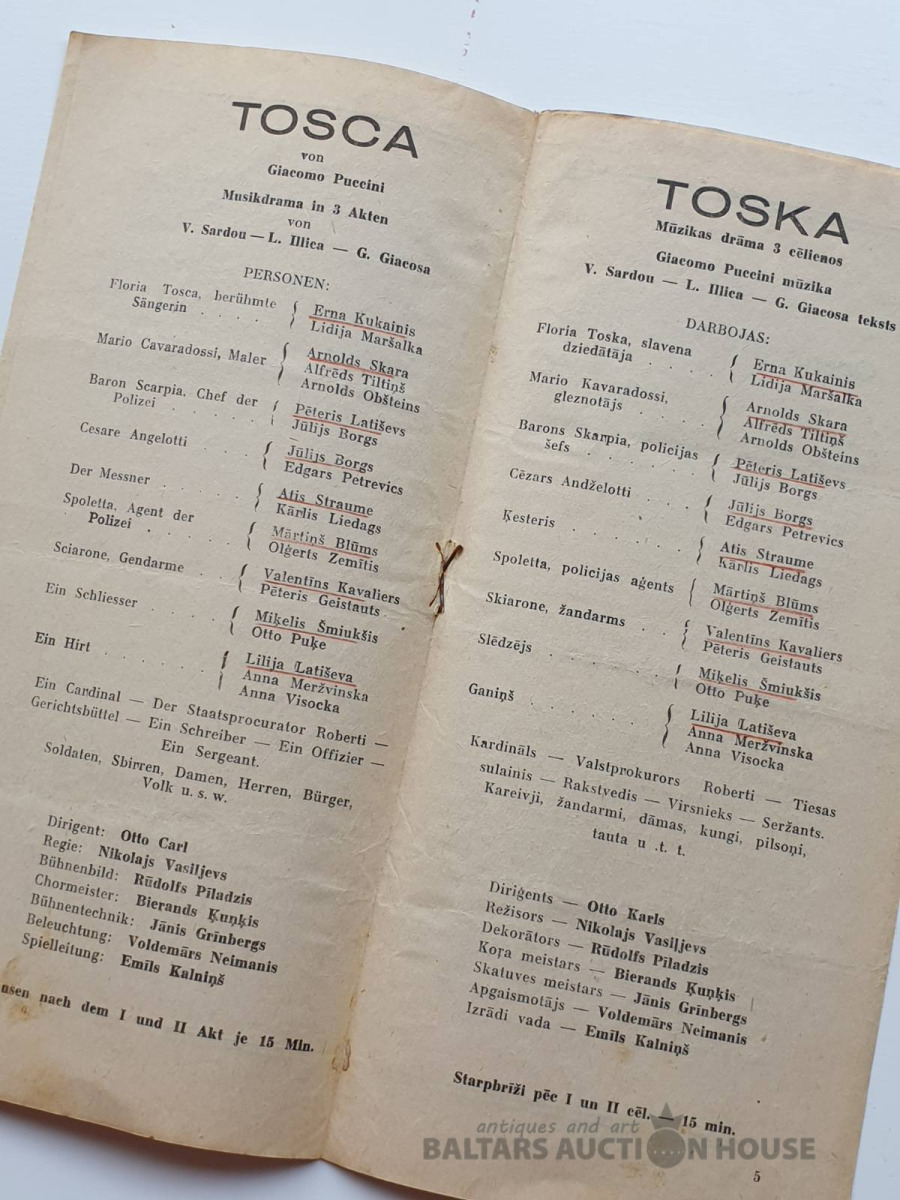 TOSCA
von
Giacomo Puccini
Musikdrama in 3 Akten
von
V. Sardou — L. Illica — G. Giacosa
PERSONEN:
Floria Tosca, berühmte
Sängerin . . . .
Erna Kukainis
Lidija Maršalka
Mario Cavaradossi, Maler
Arnolds Skara
Alfrēds Tiltiņš
Arnolds Obšteins
Baron Scarpia, Chef der
Polizei . . . . .
Pēteris Latiševs
Jūlijs Borgs
Cesare Angelotti . . . .
Jūlijs Borgs
Edgars Petrevics
Der Messner . . . . .
Atis Straume
Kārlis Liedags
Spoletta, Agent der
Polizei . . . . .
Mārtiņš Blūms
Oļģerts Zemītis
Sciarone, Gendarme . .
Valentīns Kavaliers
Pēteris Geistauts
Ein Schliesser . . . .
Miķelis Šmiukšis
Otto Puķe
Ein Hirt . . . . . .
Lilija Latiševa
Anna Meržvinska
Anna Visocka
Ein Cardinal — Der Staatsprocurator Roberti —
Gerichtsbüttel — Ein Schreiber — Ein Offizier —
Ein Sergeant.
Soldaten, Sbirren, Damen, Herren, Bürger,
Volk u. s. w.
Dirigent: Otto Carl
Regie: Nikolajs Vasiļjevs
Bühnenbild: Rūdolfs Pīladzis
Chormeister: Bierands Ķuņķis
Bühnentechnik: Jānis Grīnbergs
Beleuchtung: Voldemārs Neimanis
Spielleitung: Emīls Kalniņš
nach dem I und II Akt je 15 Min.
TOSKA
Mūzikas drāma 3 cēlienos
Giacomo Puccini mūzika
V. Sardou — L. Illica — G. Giacosa teksts
DARBOJAS:
Floria Toska, slavena
dziedātāja . . . .
Erna Kukainis
Lidija Maršalka
Mario Kavaradossi,
gleznotājs . . . .
Arnolds Skara
Alfrēds Tiltiņš
Arnolds Obšteins
Barons Skarpia, policijas
šefs . . . . . .
Pēteris Latiševs
Jūlijs Borgs
Cēzars Andželotti . . .
Jūlijs Borgs
Edgars Petrevics
Ķesteris . . . . . .
Atis Straume
Kārlis Liedags
Spoletta, policijas aģents
Mārtiņš Blūms
Oļģerts Zemītis
Skiarone, žandarms . .
Valentīns Kavaliers
Pēteris Geistauts
Slēdzējs . . . . . .
Miķelis Šmiukšis
Otto Puķe
Ganiņš . . . . . .
Lilija Latiševa
Anna Meržvinska
Anna Visocka
Kardināls — Valstprokurors Roberti — Tiesas
sulainis — Rakstvedis — Virsnieks — Seržants.
Kareivji, žandarmi, dāmas, kungi, pilsoņi,
tauta u .t. t.
Diriģents — Otto Karls
Režisors — Nikolajs Vasiļjevs
Dekorātors — Rūdolfs Pīladzis
Koŗa meistars — Bierands Ķuņķis
Skatuves meistars — Jānis Grīnbergs
Apgaismotājs — Voldemārs Neimanis
Izrādi vada — Emīls Kalniņš
Starpbrīži pēc I un II cēl. — 15 min.
5
antiques and art
BALTARS AUCTION HOUSE